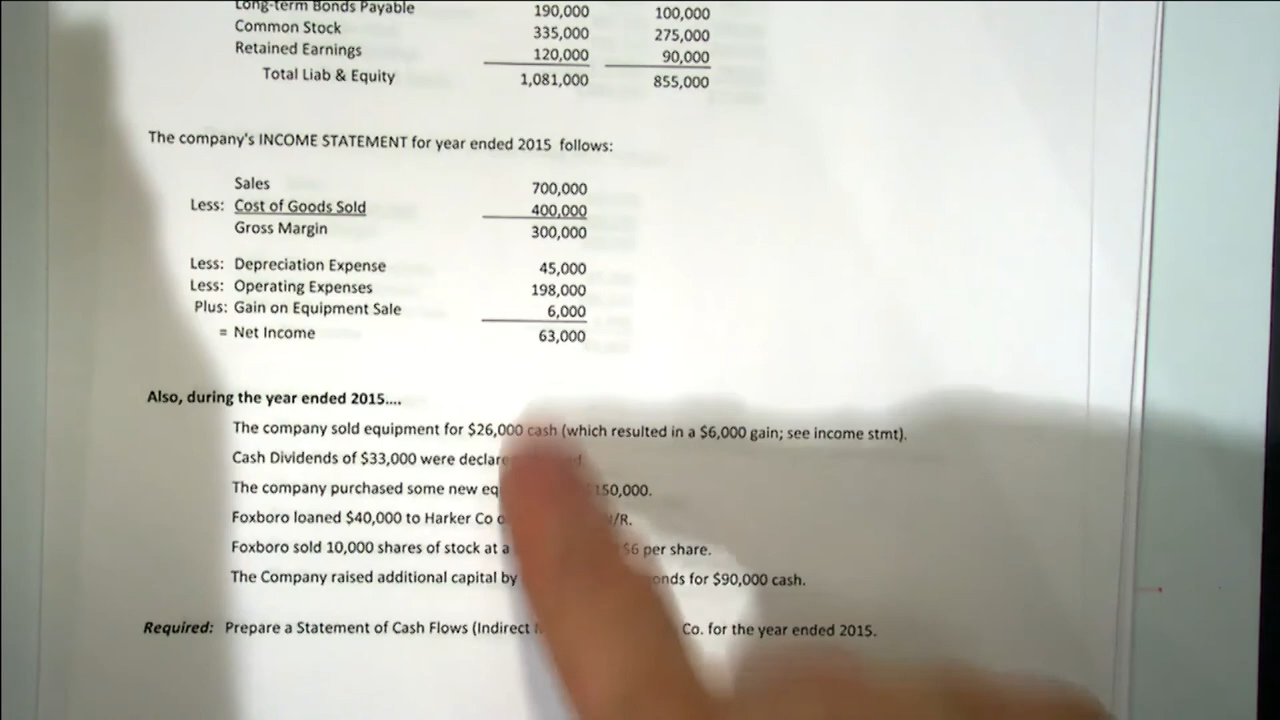 Long-term Bonds Payable 190,000 100,000
Common Stock 335,000 275,000
Retained Earnings 120,000 90,000
Total Liab & Equity 1,081,000 855,000
The company's INCOME STATEMENT for year ended 2015 follows:
Sales 700,000
Less: Cost of Goods Sold 400,000
Gross Margin 300,000
Less: Depreciation Expense 45,000
Less: Operating Expenses 198,000
Plus: Gain on Equipment Sale 6,000
= Net Income 63,000
Also, during the year ended 2015....
The company sold equipment for $26,000 cash (which resulted in a $6,000 gain; see income stmt).
Cash Dividends of $33,000 were
The company purchased some new 150,000.
Foxboro loaned $40,000 to Harker Co /R.
Foxboro sold 10,000 shares of stock at a $6 per share.
The Company raised additional capital by onds for $90,000 cash.
Required: Prepare a Statement of Cash Flows (Indirect Co. for the year ended 2015.